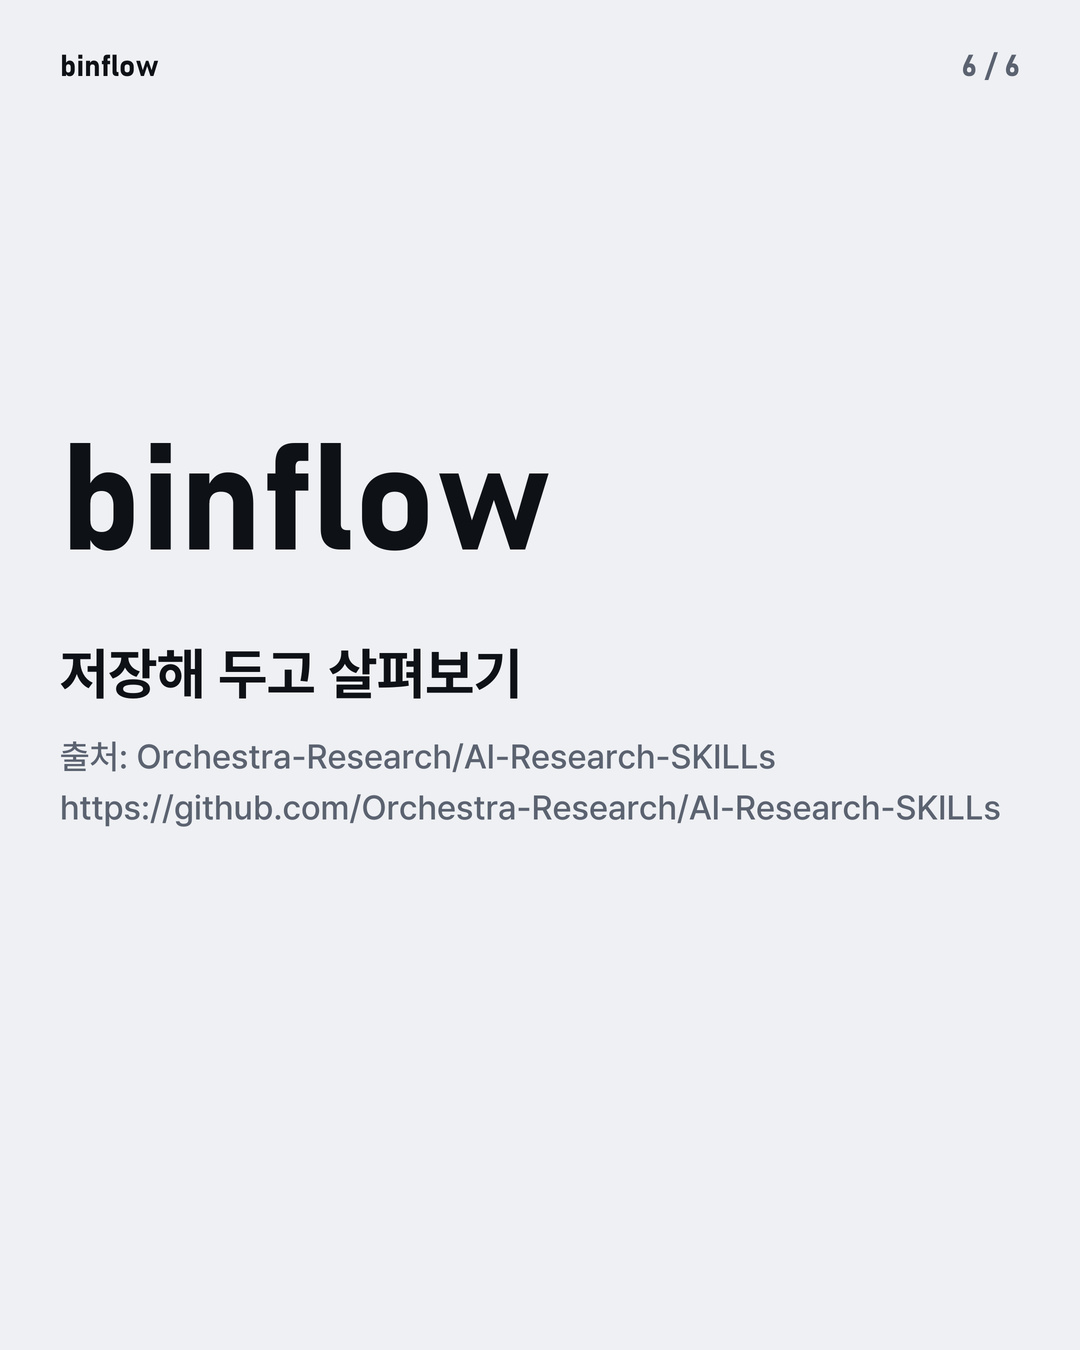 binflow
6 / 6
binflow
저장해 두고 살펴보기
출처: Orchestra-Research/AI-Research-SKILLs
https://github.com/Orchestra-Research/AI-Research-SKILLs